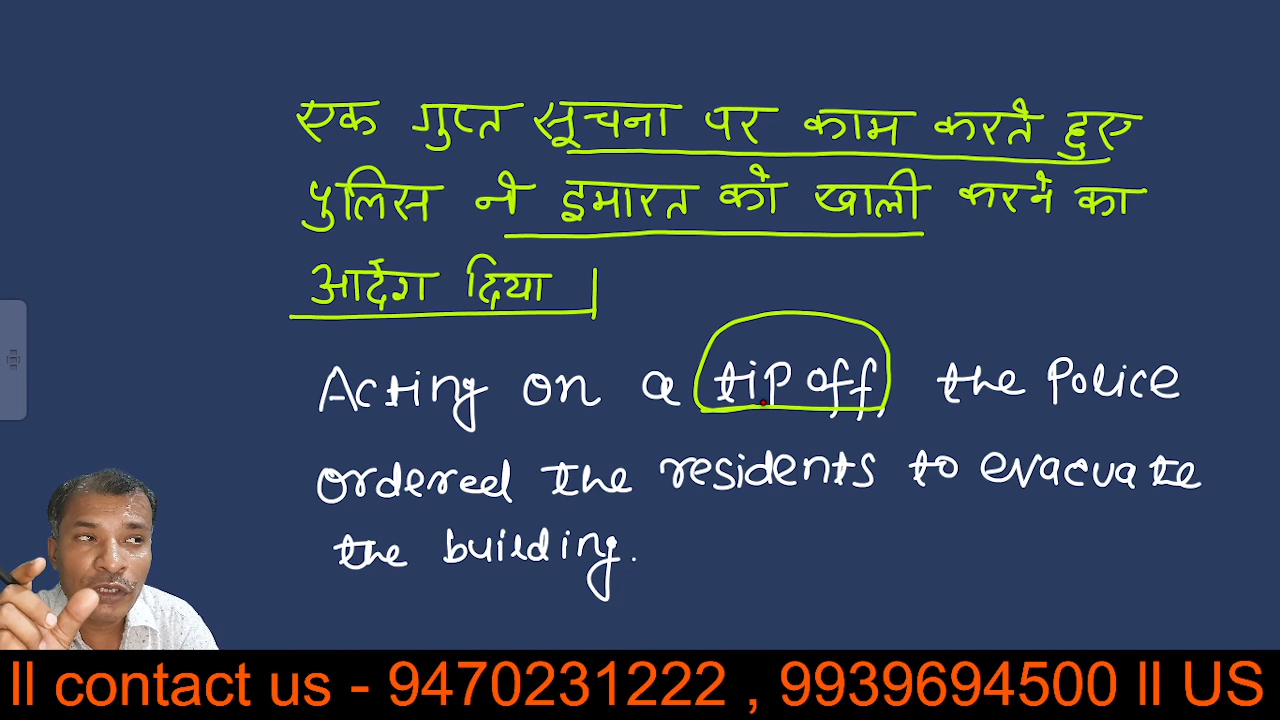 एक गुप्त सूचना पर काम करते हुए
पुलिस ने इमारत को खाली करने का
आदेश दिया |
Acting on a tip off, the Police
ordered the residents to evacuate
the building.
ll contact us - 9470231222 , 9939694500 ll US